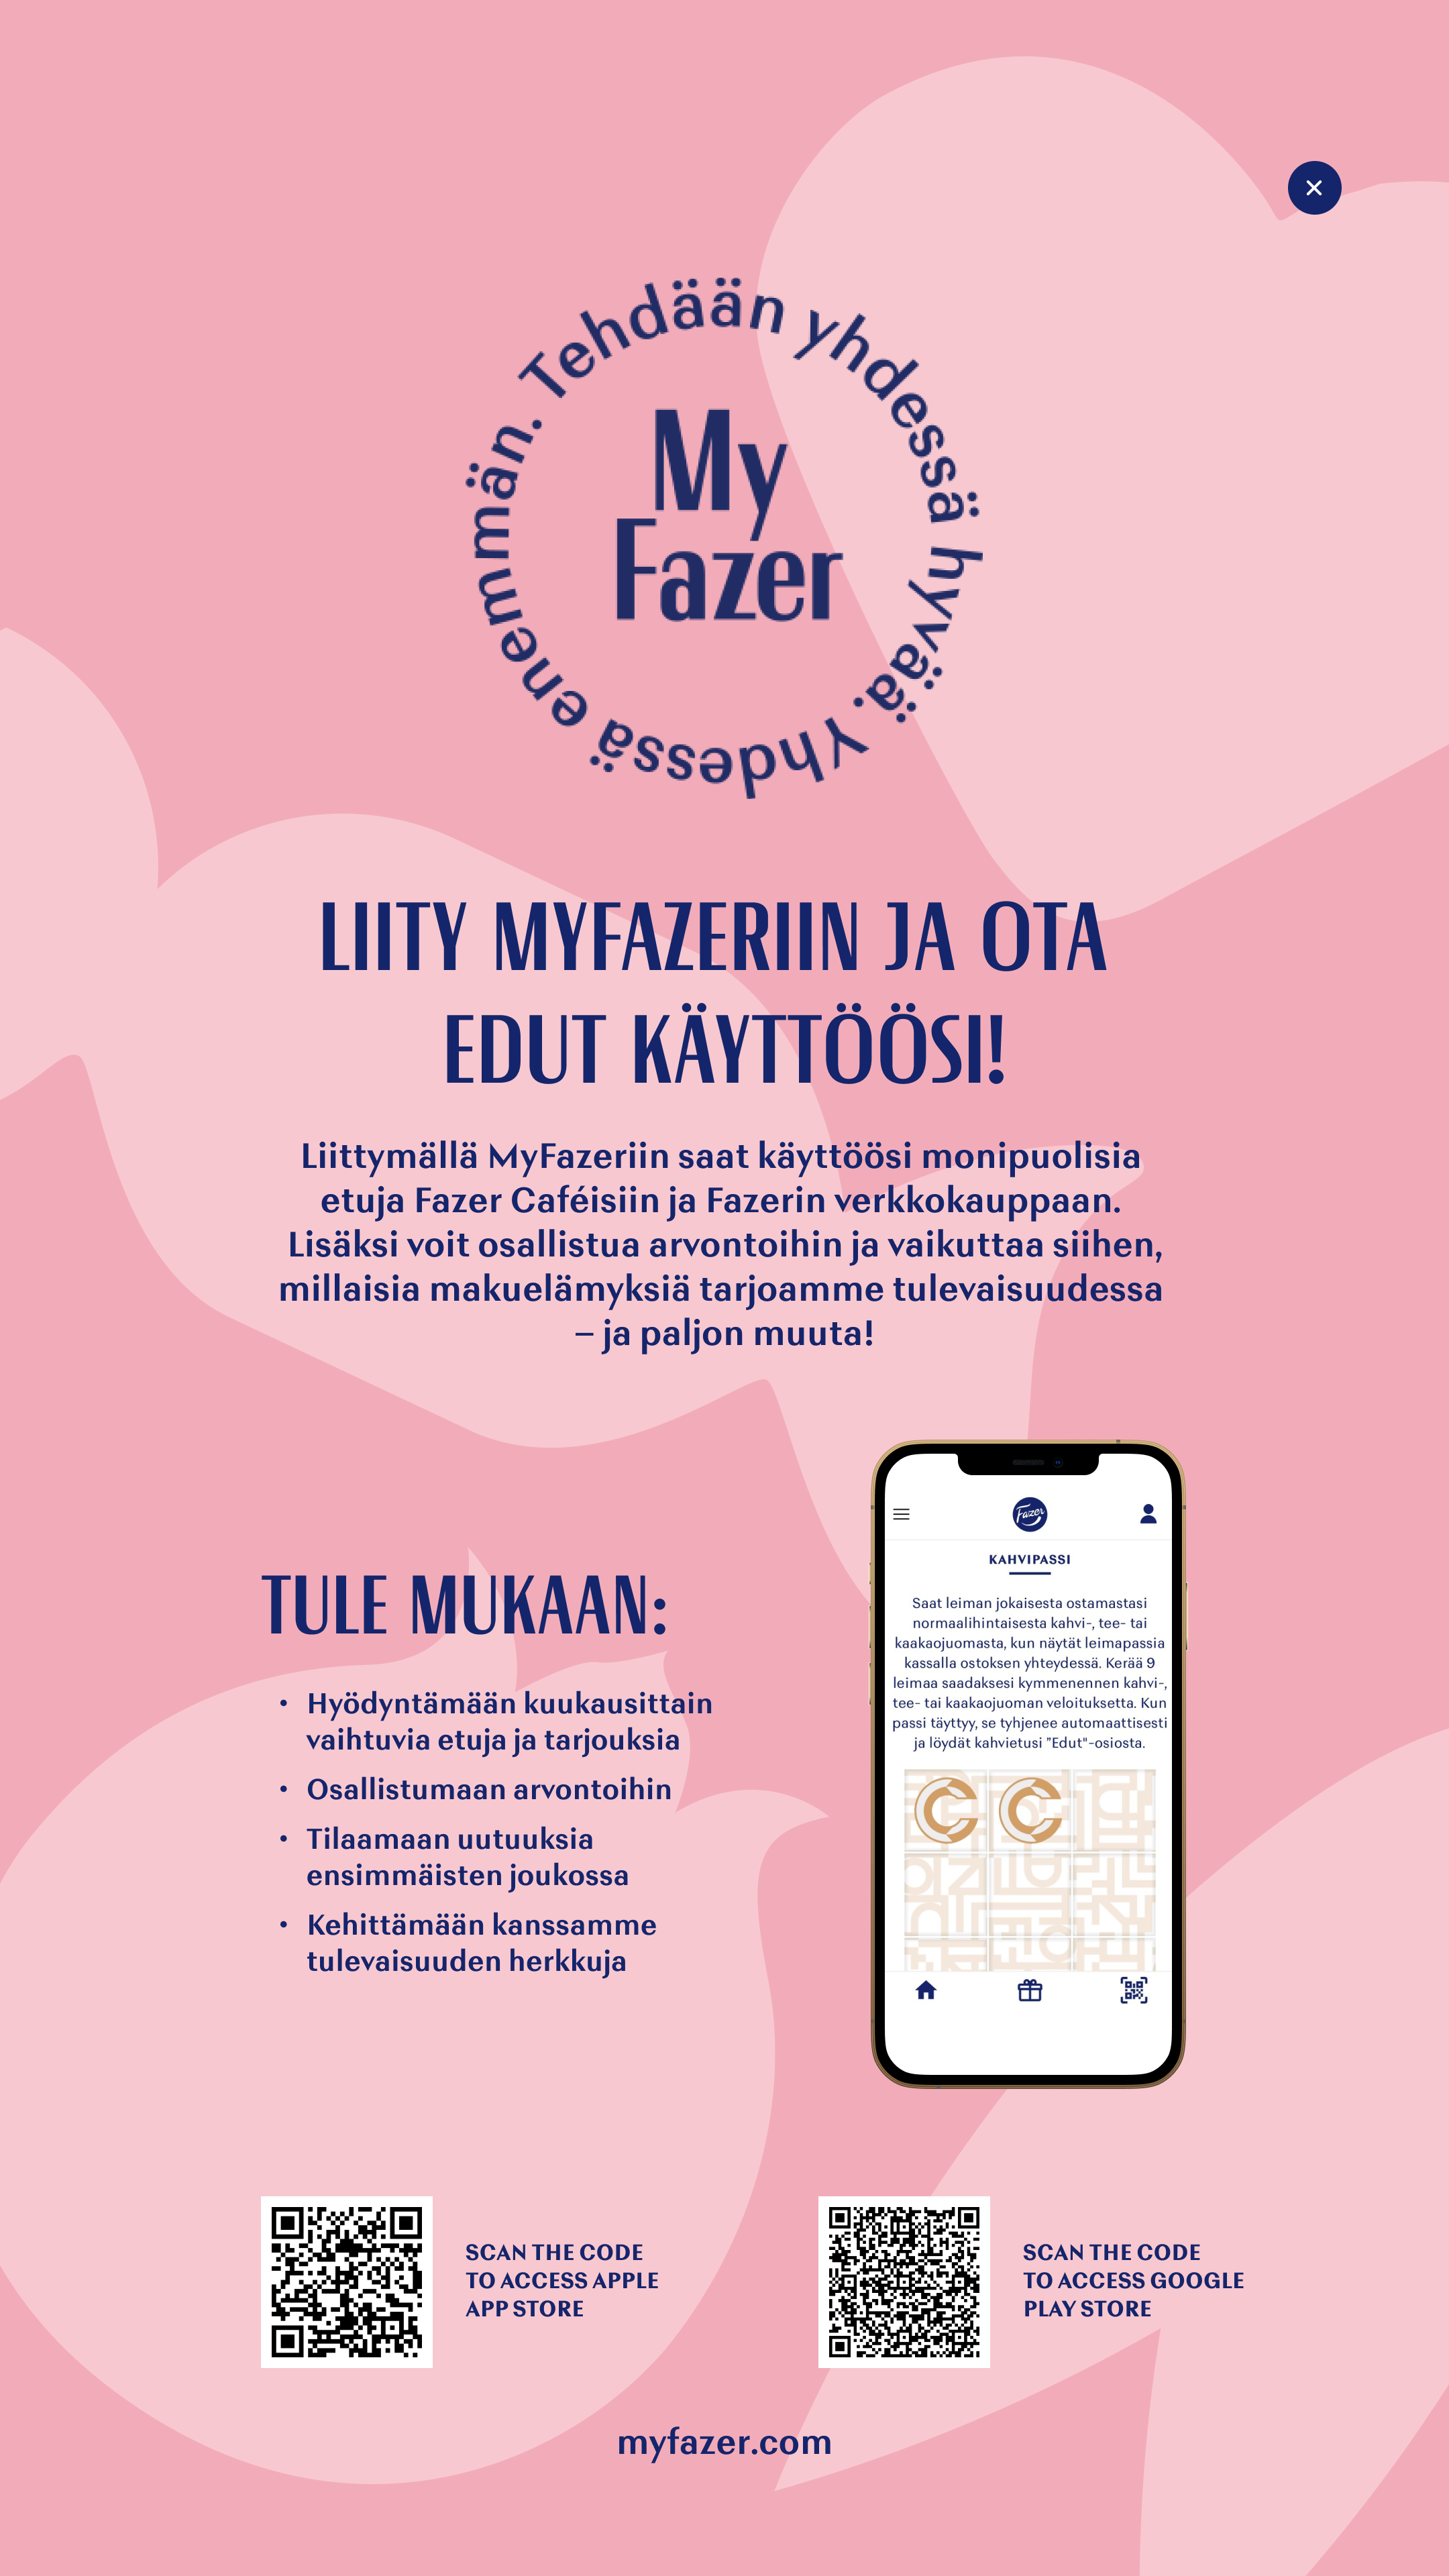 Tehdään yhdessä hyvää. Yhdessä enemmän.
My
Fazer
LIITY MYFAZERIIN JA OTA
EDUT KÄYTTÖÖSI!
Liittymällä MyFazeriin saat käyttöösi monipuolisia
etuja Fazer Caféisiin ja Fazerin verkkokauppaan.
Lisäksi voit osallistua arvontoihin ja vaikuttaa siihen,
millaisia makuelämyksiä tarjoamme tulevaisuudessa
– ja paljon muuta!
TULE MUKAAN:
• Hyödyntämään kuukausittain
vaihtuvia etuja ja tarjouksia
• Osallistumaan arvontoihin
• Tilaamaan uutuuksia
ensimmäisten joukossa
• Kehittämään kanssamme
tulevaisuuden herkkuja
Fazer
KAHVIPASSI
Saat leiman jokaisesta ostamastasi
normaalihintaisesta kahvi-, tee- tai
kaakaojuomasta, kun näytät leimapassia
kassalla ostoksen yhteydessä. Kerää 9
leimaa saadaksesi kymmenennen kahvi-,
tee- tai kaakaojuoman veloituksetta. Kun
passi täyttyy, se tyhjenee automaattisesti
ja löydät kahvietusi "Edut"-osiosta.
SCAN THE CODE
TO ACCESS APPLE
APP STORE
SCAN THE CODE
TO ACCESS GOOGLE
PLAY STORE
myfazer.com